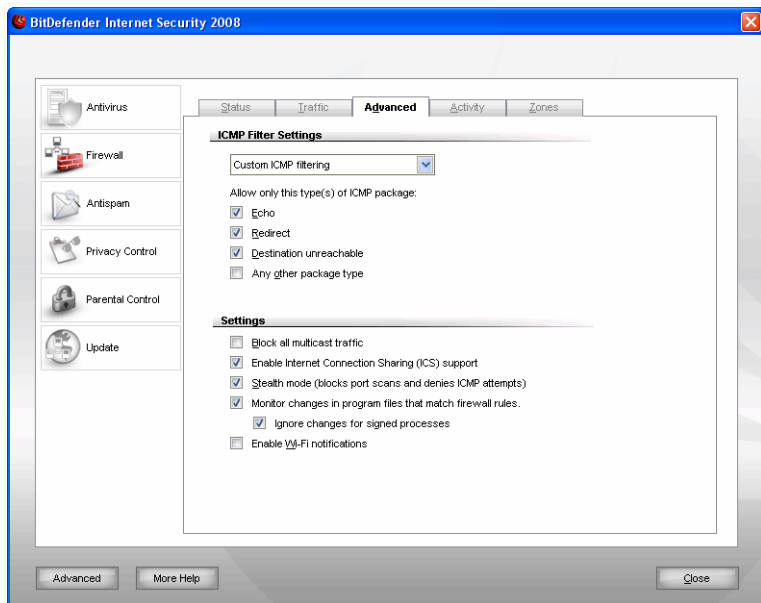 BitDefender Internet Security 2008
Antivirus
Firewall
Antispam
Privacy Control
Parental Control
Update
Status Traffic Advanced Activity Zones
ICMP Filter Settings
Custom ICMP filtering
Allow only this type(s) of ICMP package:
Echo
Redirect
Destination unreachable
Any other package type
Settings
Block all multicast traffic
Enable Internet Connection Sharing (ICS) support
Stealth mode (blocks port scans and denies ICMP attempts)
Monitor changes in program files that match firewall rules.
Ignore changes for signed processes
Enable Wi-Fi notifications
Advanced More Help Close